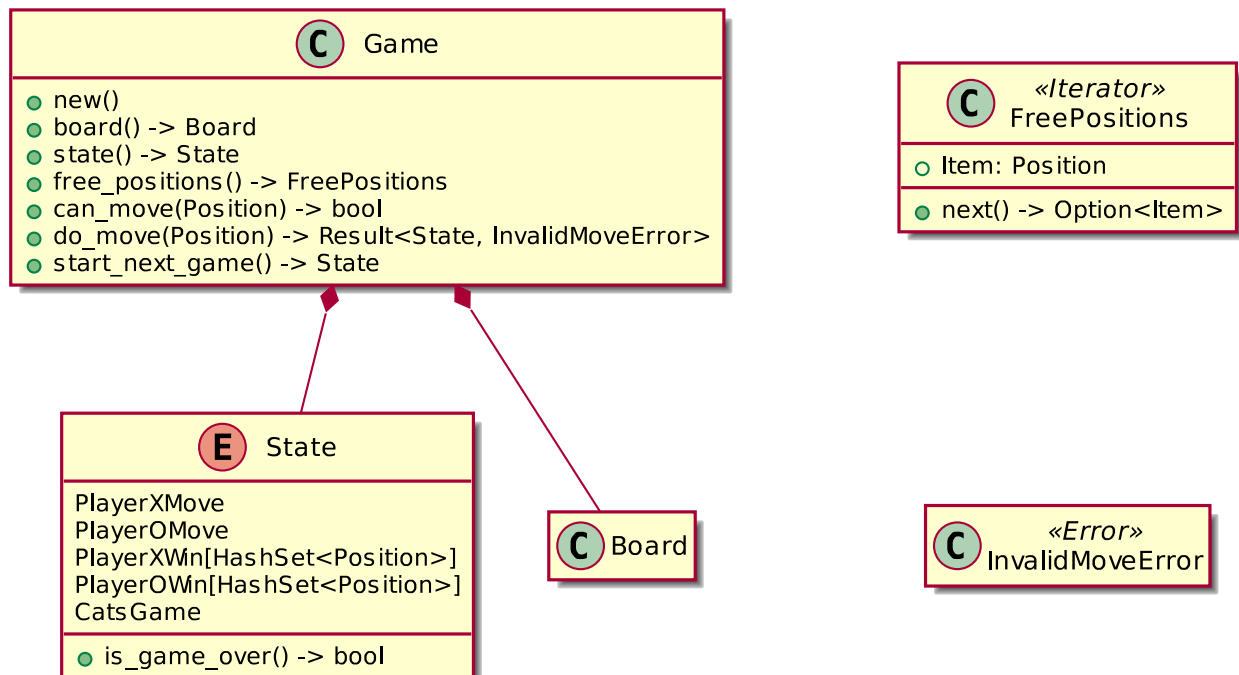 C Game
new()
board() -> Board
state() -> State
free_positions() -> FreePositions
can_move(Position) -> bool
do_move(Position) -> Result<State, InvalidMoveError>
start_next_game() -> State
C «Iterator»
FreePositions
Item: Position
next() -> Option<Item>
E State
PlayerXMove
PlayerOMove
PlayerXWin[HashSet<Position>]
PlayerOWin[HashSet<Position>]
CatsGame
is_game_over() -> bool
C Board
C «Error»
InvalidMoveError